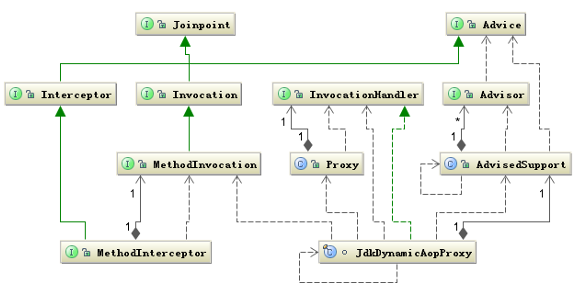 I Joinpoint
I Advice
I Interceptor
I Invocation
I InvocationHandler
I Advisor
1
1
*
1
I MethodInvocation
C Proxy
C AdvisedSupport
1
1
1
1
I MethodInterceptor
C JdkDynamicAopProxy